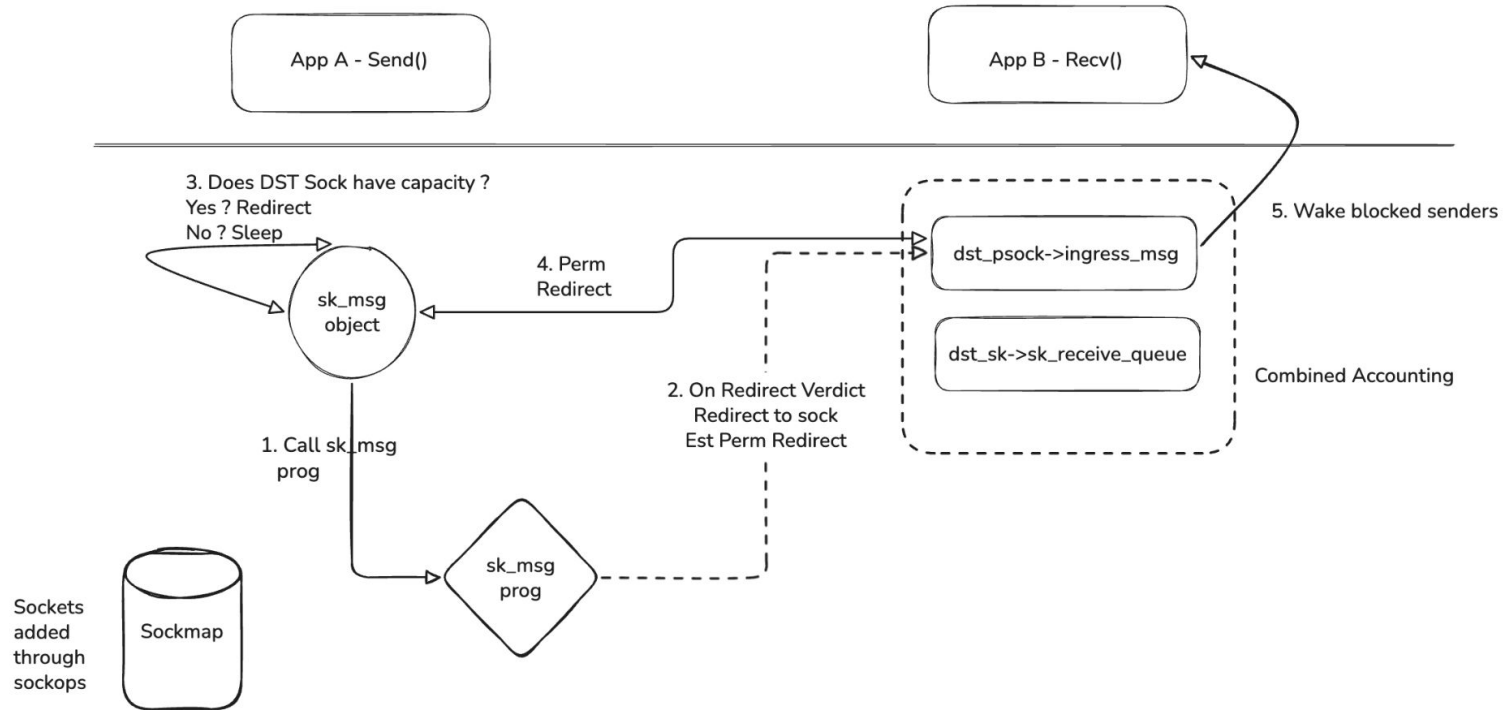 App A - Send()
App B - Recv()
3. Does DST Sock have capacity ?
Yes ? Redirect
No ? Sleep
5. Wake blocked senders
dst_psock->ingress_msg
4. Perm
Redirect
sk_msg
object
dst_sk->sk_receive_queue
Combined Accounting
2. On Redirect Verdict
Redirect to sock
Est Perm Redirect
1. Call sk_msg
prog
sk_msg
prog
Sockets
added
through
sockops
Sockmap